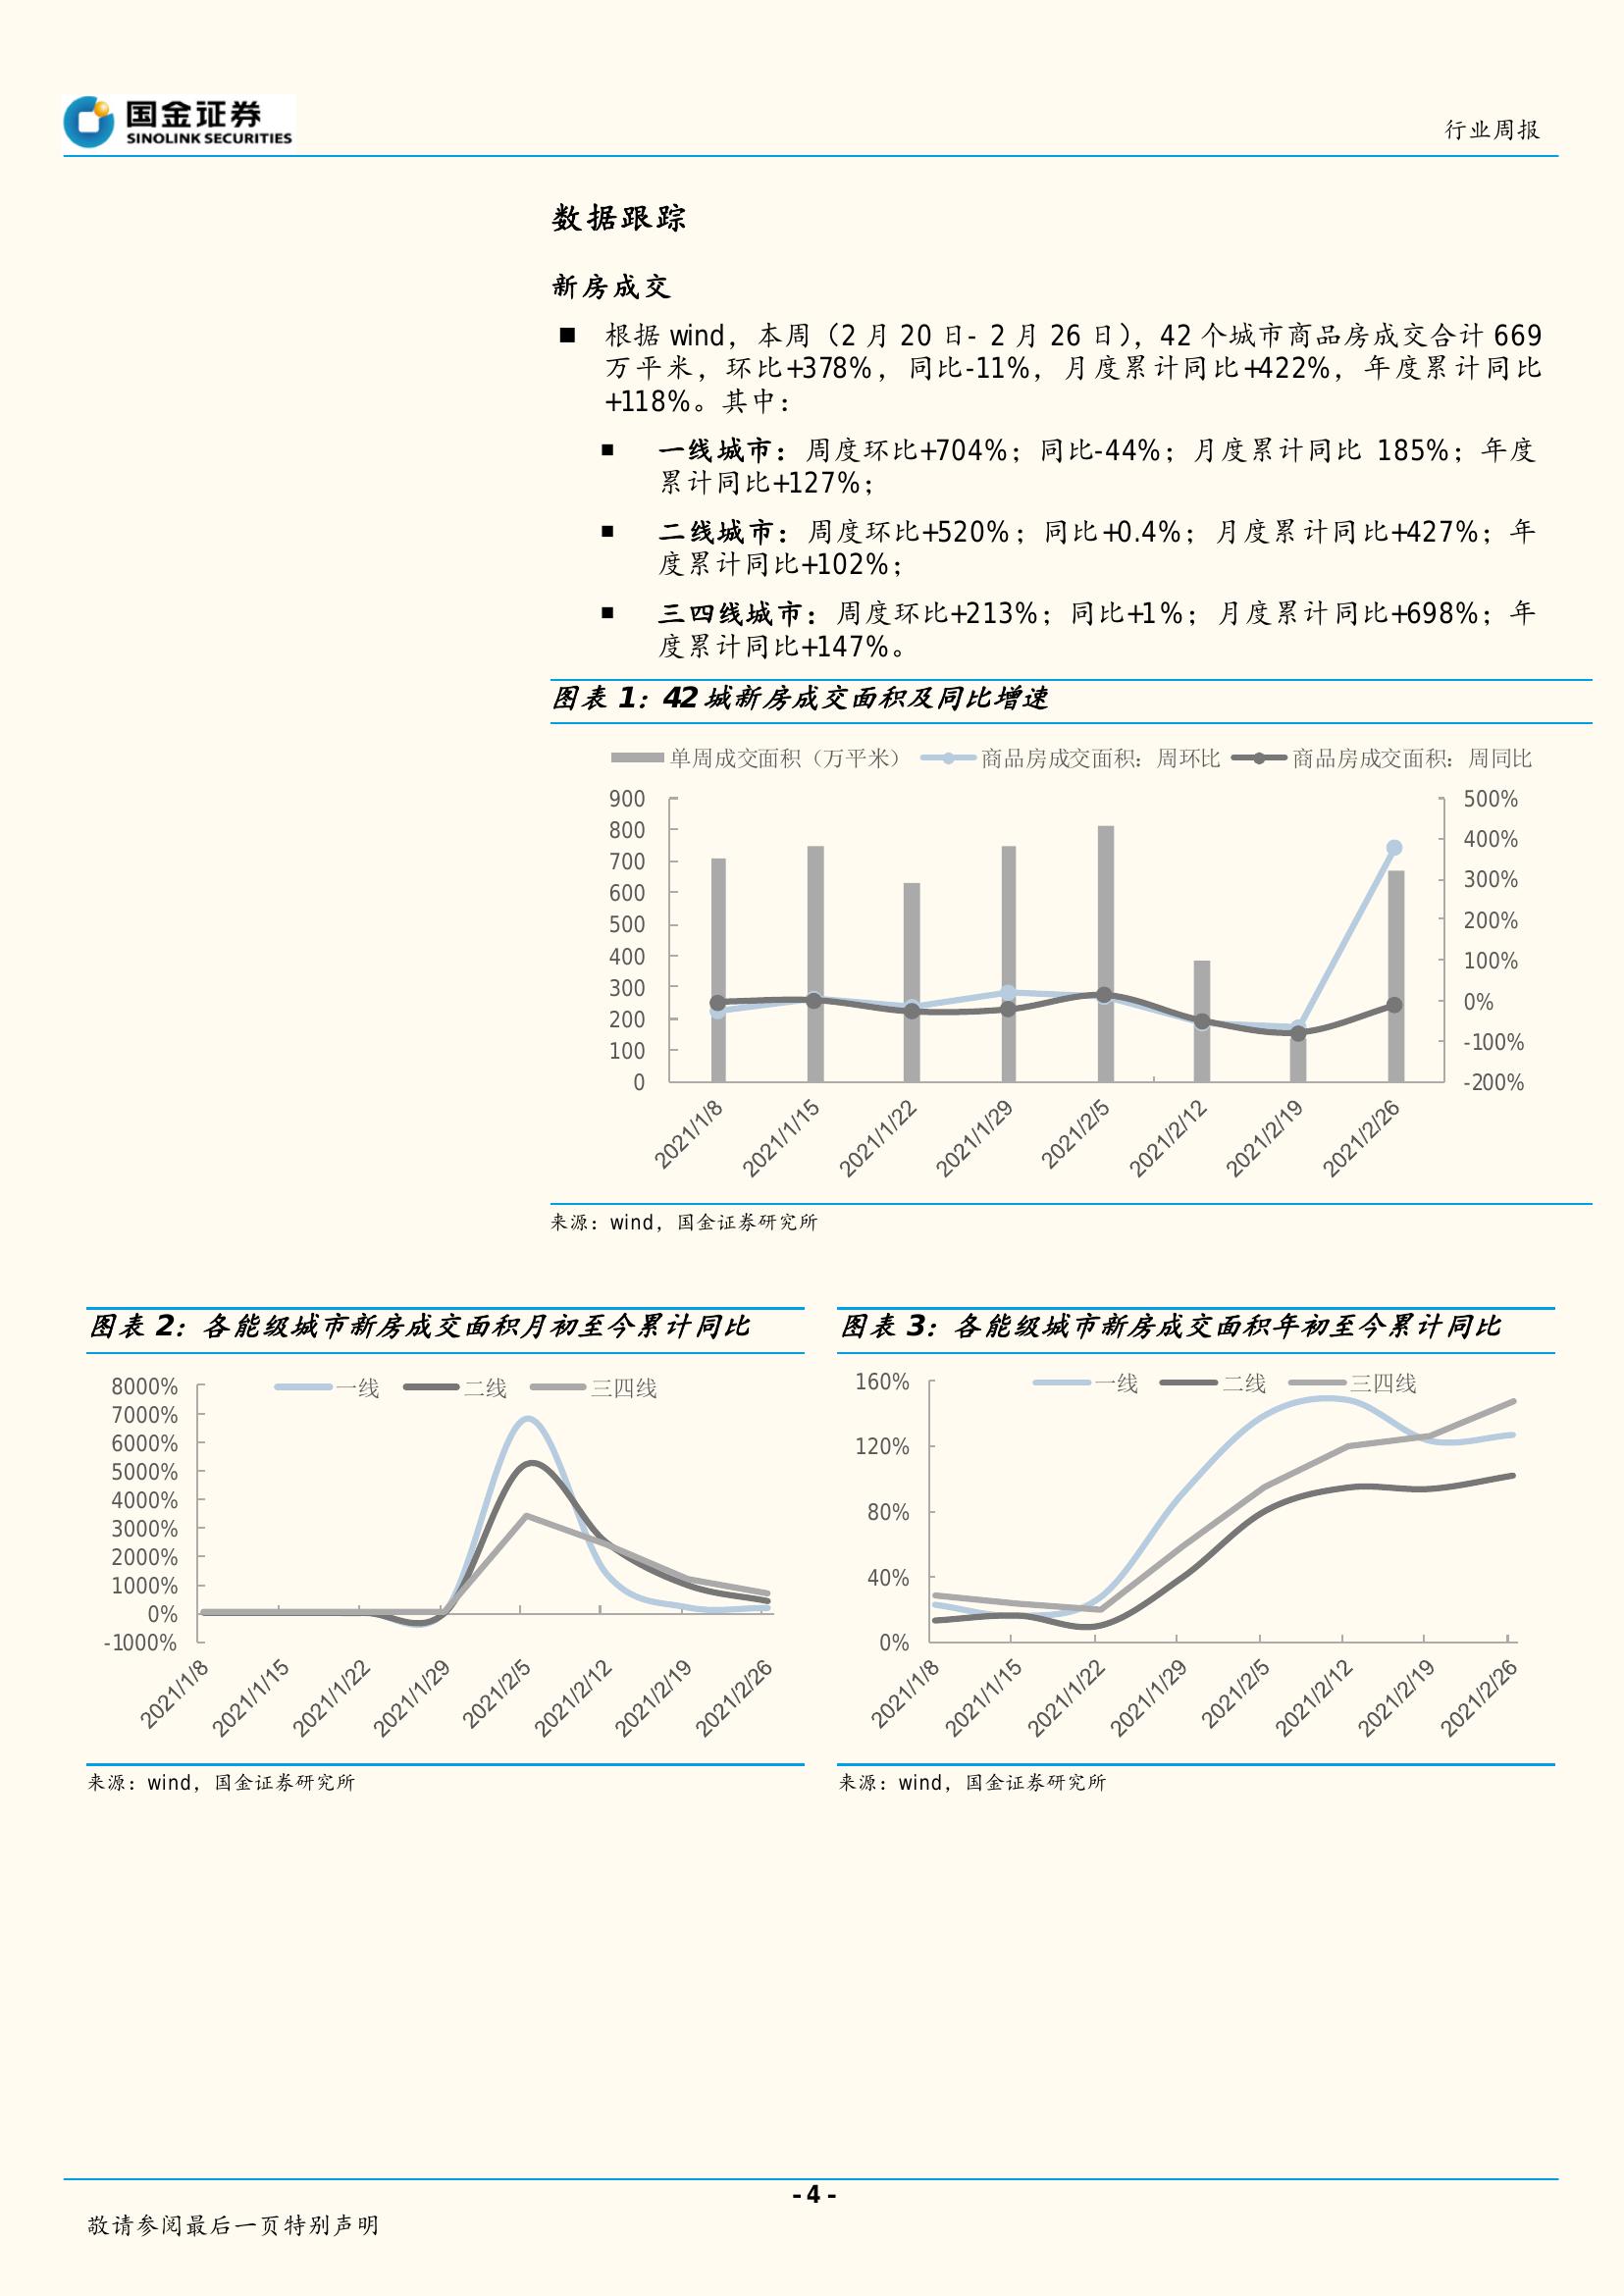 国金证券
SINOLINK SECURITIES
行业周报
数据跟踪
新房成交
■ 根据 wind，本周（2 月 20 日- 2 月 26 日），42 个城市商品房成交合计 669
万平米，环比+378%，同比-11%，月度累计同比+422%，年度累计同比
+118%。其中：
■ 一线城市：周度环比+704%；同比-44%；月度累计同比 185%；年度
累计同比+127%；
■ 二线城市：周度环比+520%；同比+0.4%；月度累计同比+427%；年
度累计同比+102%；
■ 三四线城市：周度环比+213%；同比+1%；月度累计同比+698%；年
度累计同比+147%。
图表 1：42 城新房成交面积及同比增速
单周成交面积（万平米） 商品房成交面积：周环比 商品房成交面积：周同比
900 500%
800 400%
700 300%
600 200%
500 100%
400 0%
300 -100%
200 -200%
100
0
2021/1/8 2021/1/15 2021/1/22 2021/1/29 2021/2/5 2021/2/12 2021/2/19 2021/2/26
来源：wind，国金证券研究所
图表 2：各能级城市新房成交面积月初至今累计同比
一线 二线 三四线
8000%
7000%
6000%
5000%
4000%
3000%
2000%
1000%
0%
-1000%
2021/1/8 2021/1/15 2021/1/22 2021/1/29 2021/2/5 2021/2/12 2021/2/19 2021/2/26
来源：wind，国金证券研究所
图表 3：各能级城市新房成交面积年初至今累计同比
一线 二线 三四线
160%
120%
80%
40%
0%
2021/1/8 2021/1/15 2021/1/22 2021/1/29 2021/2/5 2021/2/12 2021/2/19 2021/2/26
来源：wind，国金证券研究所
- 4 -
敬请参阅最后一页特别声明